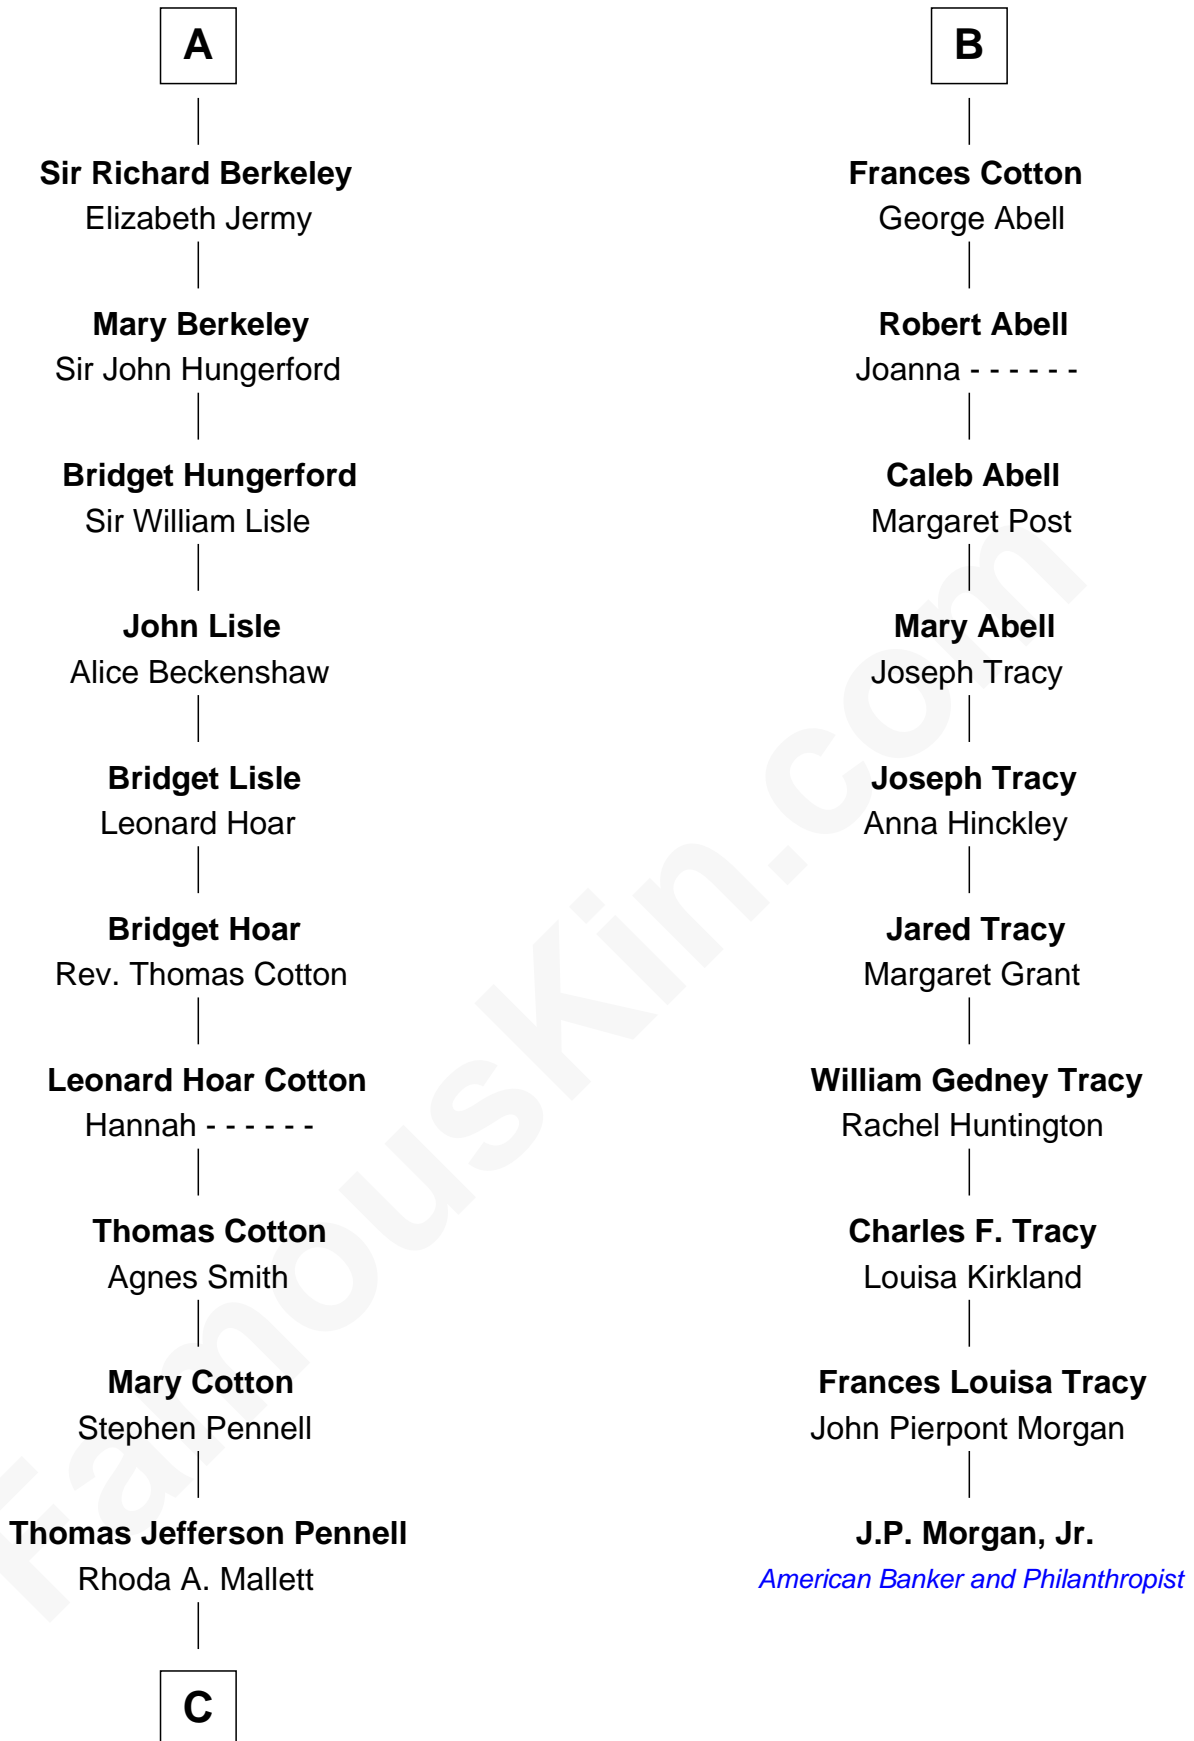 A
Sir Richard Berkeley
Elizabeth Jermy
Mary Berkeley
Sir John Hungerford
Bridget Hungerford
Sir William Lisle
John Lisle
Alice Beckenshaw
Bridget Lisle
Leonard Hoar
Bridget Hoar
Rev. Thomas Cotton
Leonard Hoar Cotton
Hannah - - - - - -
Thomas Cotton
Agnes Smith
Mary Cotton
Stephen Pennell
Thomas Jefferson Pennell
Rhoda A. Mallett
C
B
Frances Cotton
George Abell
Robert Abell
Joanna - - - - - -
Caleb Abell
Margaret Post
Mary Abell
Joseph Tracy
Joseph Tracy
Anna Hinckley
Jared Tracy
Margaret Grant
William Gedney Tracy
Rachel Huntington
Charles F. Tracy
Louisa Kirkland
Frances Louisa Tracy
John Pierpont Morgan
J.P. Morgan, Jr.
American Banker and Philanthropist
FamousKin.com